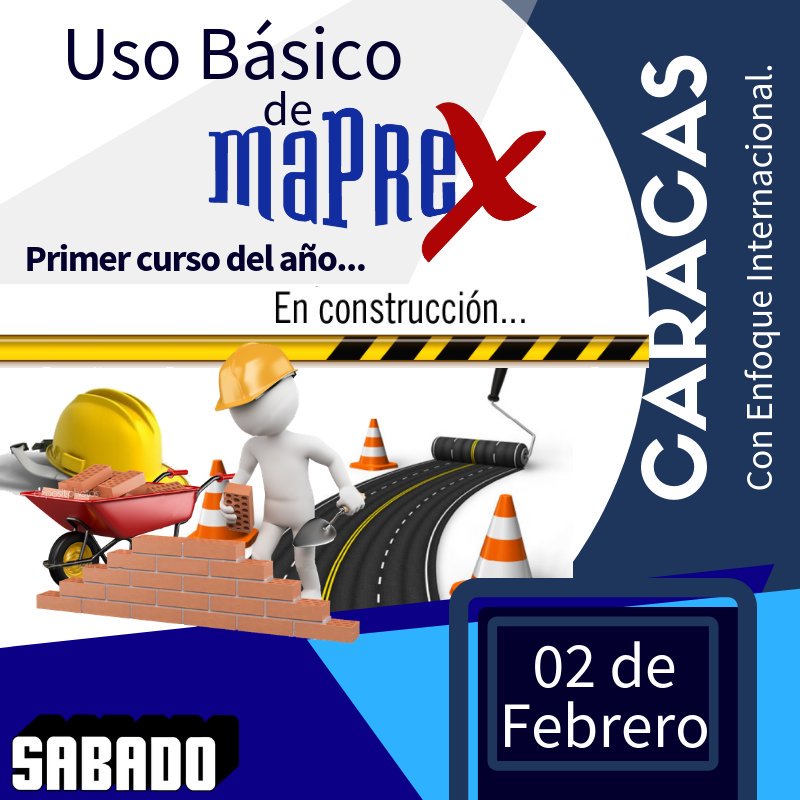 Uso Básico
de
maPReX
Primer curso del año...
En construcción...
CARACAS
Con Enfoque Internacional.
02 de
Febrero
SABADO